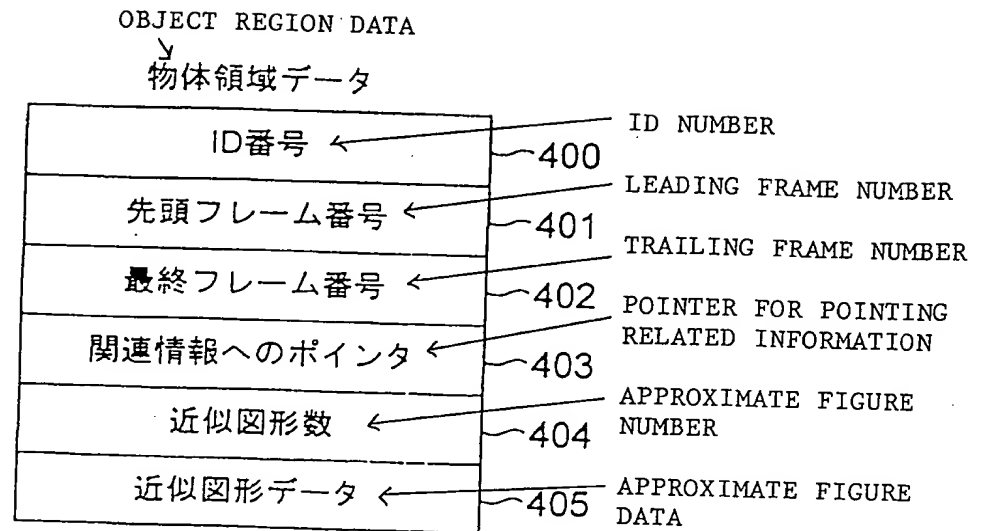 OBJECT REGION DATA
物体領域データ
ID番号
400
ID NUMBER
先頭フレーム番号
401
LEADING FRAME NUMBER
最終フレーム番号
402
TRAILING FRAME NUMBER
関連情報へのポインタ
403
POINTER FOR POINTING
RELATED INFORMATION
近似図形数
404
APPROXIMATE FIGURE
NUMBER
近似図形データ
405
APPROXIMATE FIGURE
DATA